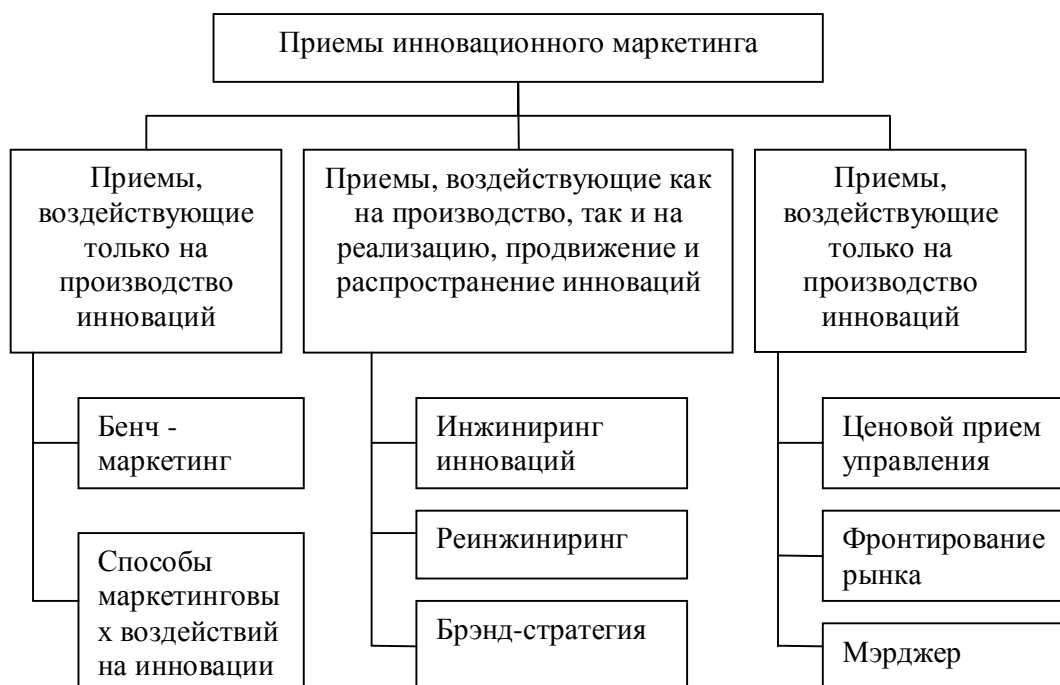 Приемы инновационного маркетинга
Приемы,
воздействующие
только на
производство
инноваций
Приемы, воздействующие как
на производство, так и на
реализацию, продвижение и
распространение инноваций
Приемы,
воздействующие
только на
производство
инноваций
Бенч -
маркетинг
Способы
маркетинговы
х воздействий
на инновации
Инжиниринг
инноваций
Реинжиниринг
Брэнд-стратегия
Ценовой прием
управления
Фронтирование
рынка
Мэрджер